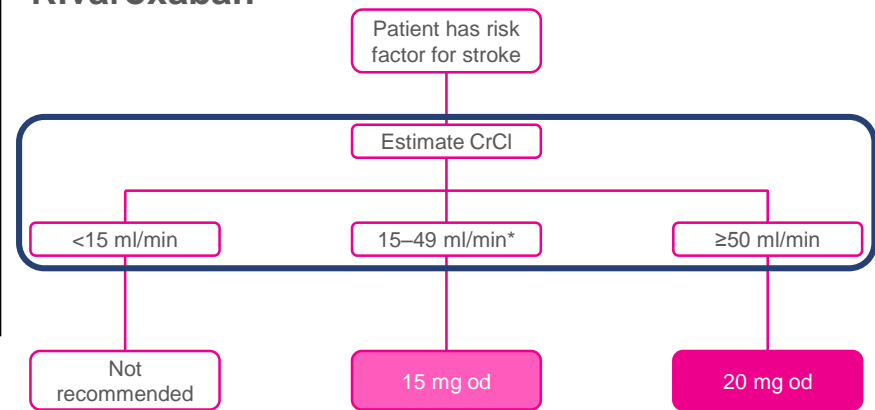 Rivaroxaban
Patient has risk
factor for stroke
Estimate CrCl
<15 ml/min
15–49 ml/min*
≥50 ml/min
Not
recommended
15 mg od
20 mg od